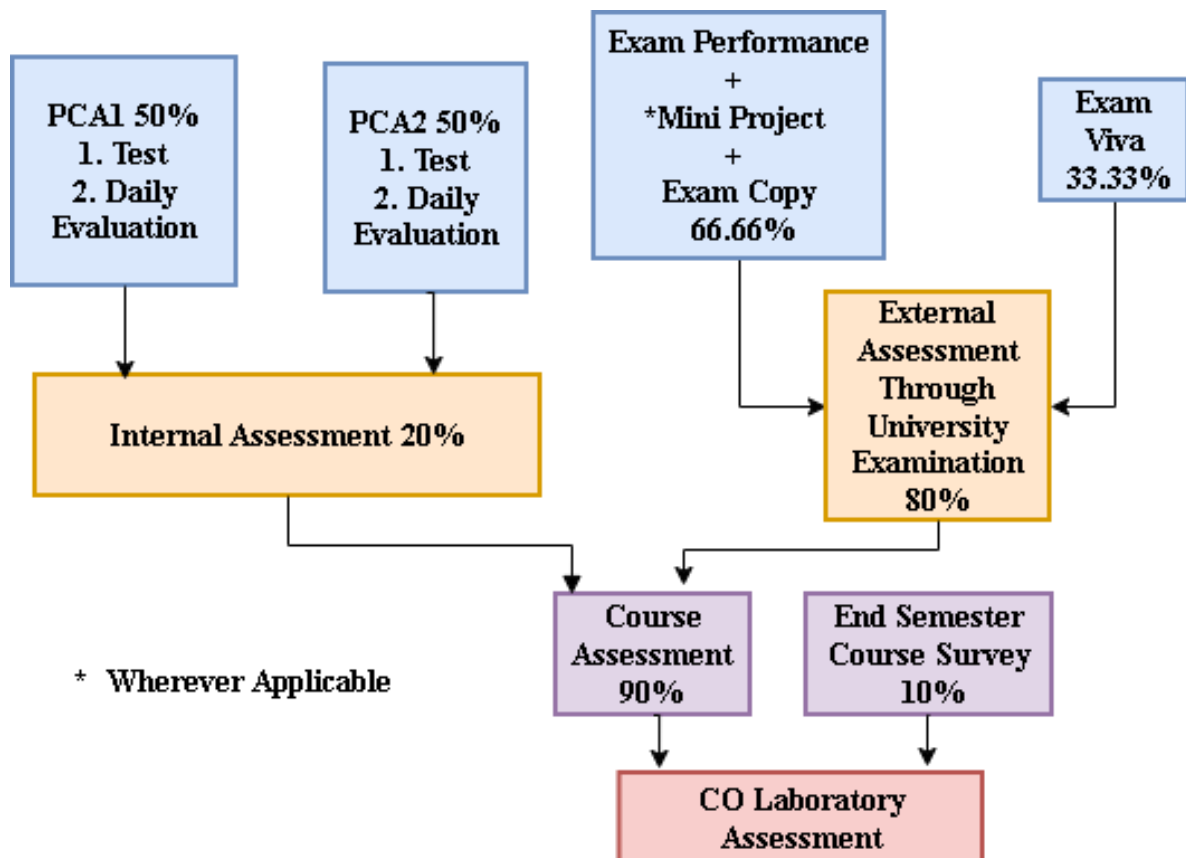 PCA1 50%
1. Test
2. Daily
Evaluation
PCA2 50%
1. Test
2. Daily
Evaluation
Exam Performance
+
*Mini Project
+
Exam Copy
66.66%
Exam
Viva
33.33%
Internal Assessment 20%
External
Assessment
Through
University
Examination
80%
Course
Assessment
90%
End Semester
Course Survey
10%
* Wherever Applicable
CO Laboratory
Assessment